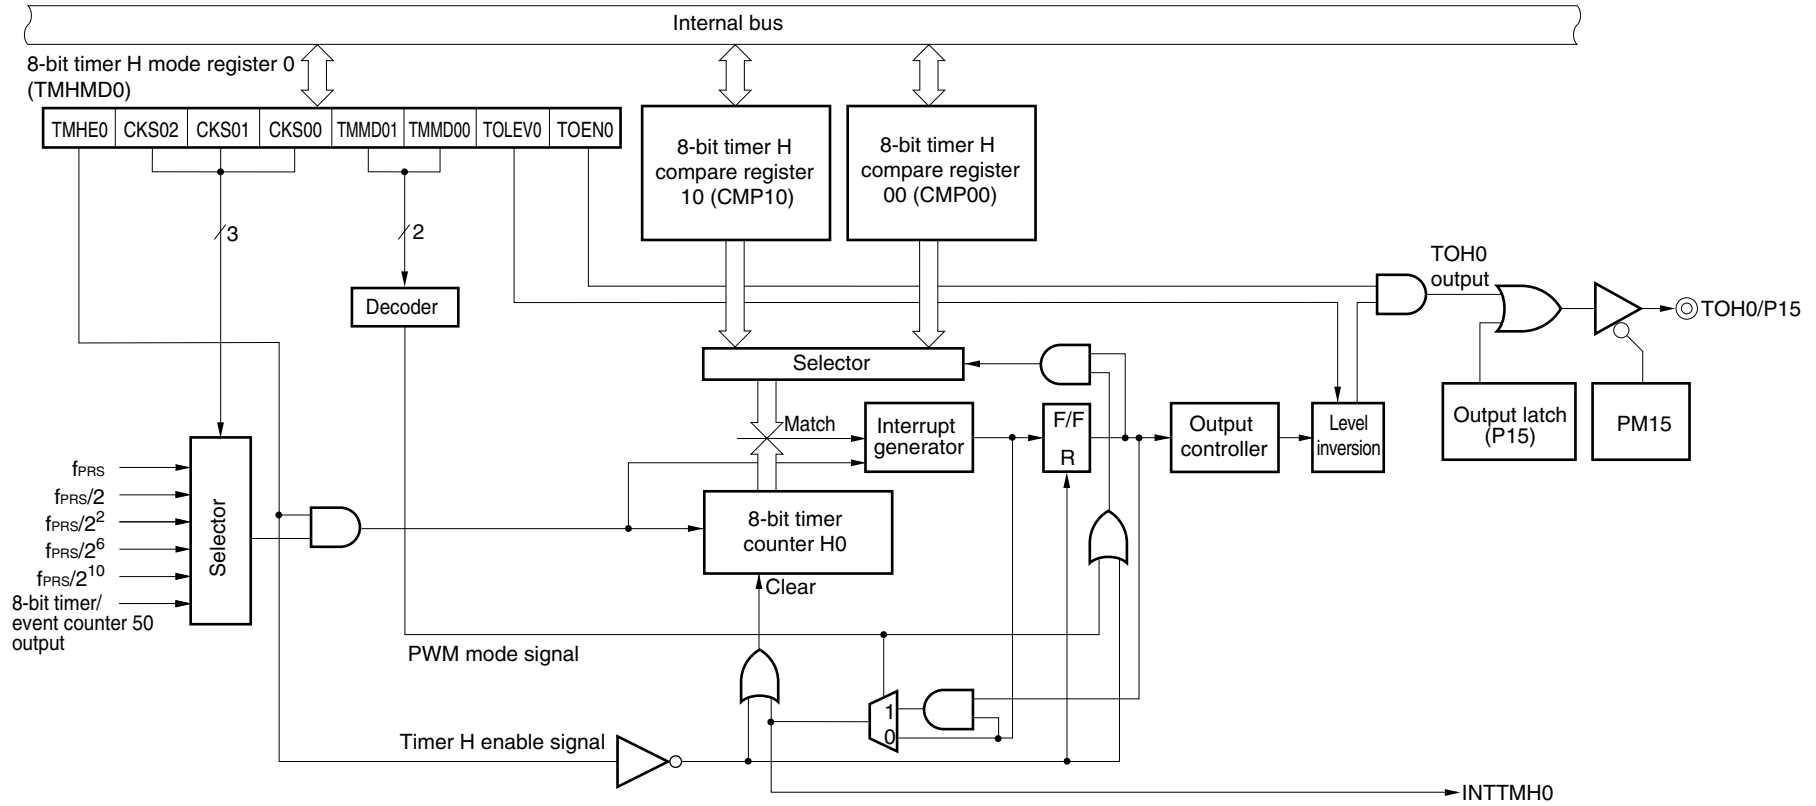 Internal bus
8-bit timer H mode register 0
(TMHMD0)
TMHE0 CKS02 CKS01 CKS00 TMMD01 TMMD00 TOLEV0 TOEN0
8-bit timer H
compare register
10 (CMP10)
8-bit timer H
compare register
00 (CMP00)
3
2
Decoder
TOH0
output
TOH0/P15
Selector
Match
Interrupt
generator
F/F
R
Output
controller
Level
inversion
Output latch
(P15)
PM15
fPRS
fPRS/2
fPRS/2²
fPRS/2⁶
fPRS/2¹⁰
8-bit timer/
event counter 50
output
Selector
8-bit timer
counter H0
Clear
PWM mode signal
1
0
Timer H enable signal
INTTMH0